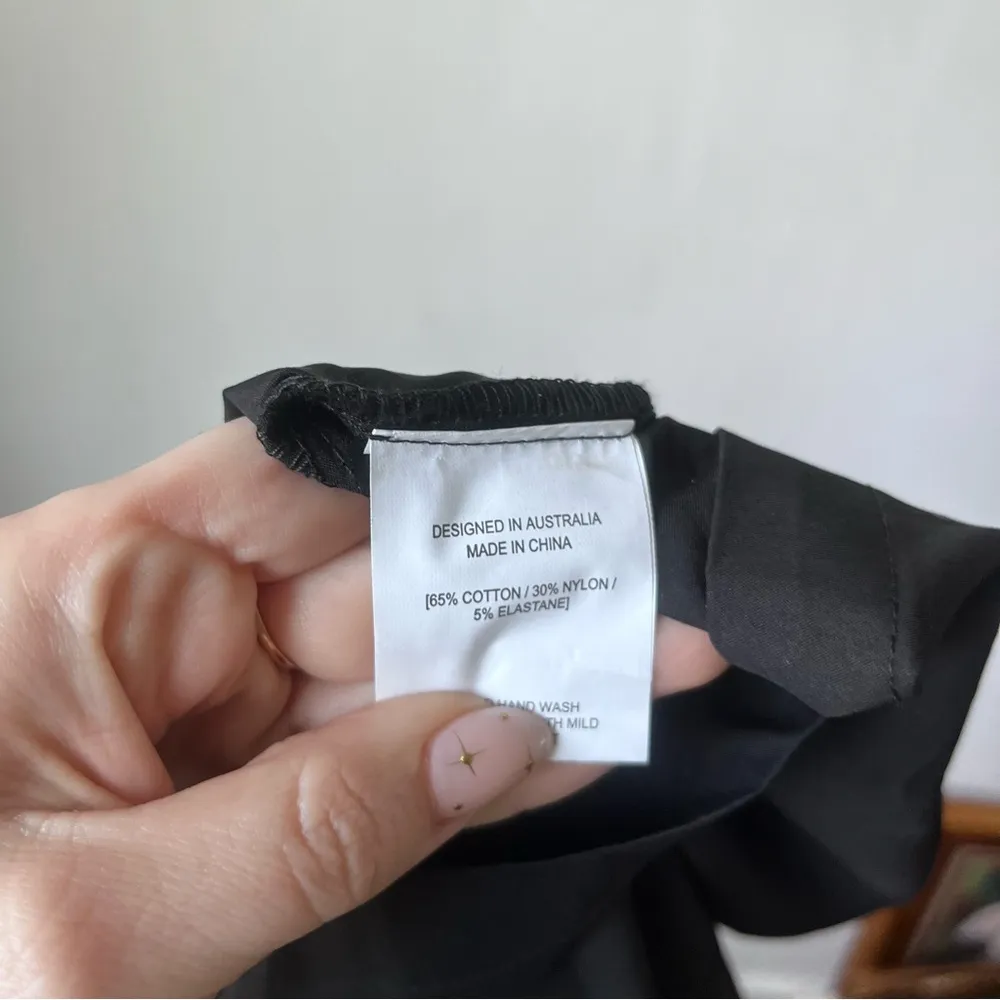 DESIGNED IN AUSTRALIA
MADE IN CHINA
[65% COTTON / 30% NYLON /
5% ELASTANE]
HAND WASH
MILD